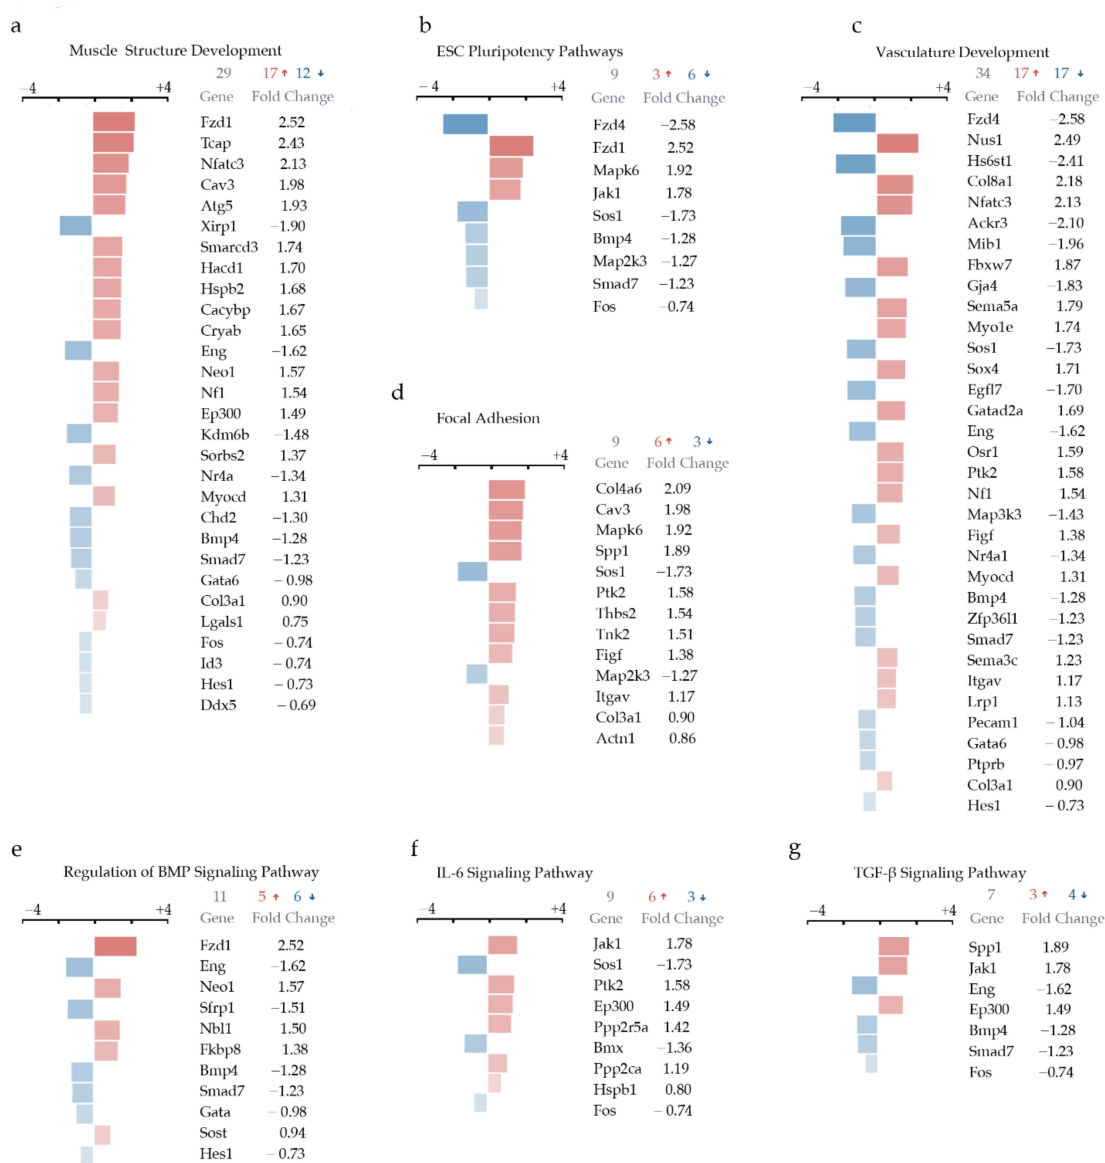 a
Muscle Structure Development
29 17 ↑ 12 ↓
−4 +4
Gene Fold Change
Fzd1 2.52
Tcap 2.43
Nfatc3 2.13
Cav3 1.98
Atg5 1.93
Xirp1 −1.90
Smarcd3 1.74
Hacd1 1.70
Hspb2 1.68
Cacybp 1.67
Cryab 1.65
Eng −1.62
Neo1 1.57
Nf1 1.54
Ep300 1.49
Kdm6b −1.48
Sorbs2 1.37
Nr4a −1.34
Myocd 1.31
Chd2 −1.30
Bmp4 −1.28
Smad7 −1.23
Gata6 − 0.98
Col3a1 0.90
Lgals1 0.75
Fos − 0.74
Id3 − 0.74
Hes1 − 0.73
Ddx5 − 0.69
b
ESC Pluripotency Pathways
9 3 ↑ 6 ↓
− 4 +4
Gene Fold Change
Fzd4 −2.58
Fzd1 2.52
Mapk6 1.92
Jak1 1.78
Sos1 −1.73
Bmp4 −1.28
Map2k3 −1.27
Smad7 −1.23
Fos −0.74
c
Vasculature Development
34 17 ↑ 17 ↓
−4 +4
Gene Fold Change
Fzd4 −2.58
Nus1 2.49
Hs6st1 −2.41
Col8a1 2.18
Nfatc3 2.13
Ackr3 −2.10
Mib1 −1.96
Fbxw7 1.87
Gja4 −1.83
Sema5a 1.79
Myo1e 1.74
Sos1 −1.73
Sox4 1.71
Egfl7 −1.70
Gatad2a 1.69
Eng −1.62
Osr1 1.59
Ptk2 1.58
Nf1 1.54
Map3k3 −1.43
Figf 1.38
Nr4a1 −1.34
Myocd 1.31
Bmp4 −1.28
Zfp36l1 −1.23
Smad7 −1.23
Sema3c 1.23
Itgav 1.17
Lrp1 1.13
Pecam1 − 1.04
Gata6 − 0.98
Ptprb − 0.97
Col3a1 0.90
Hes1 − 0.73
d
Focal Adhesion
9 6 ↑ 3 ↓
−4 +4
Gene Fold Change
Col4a6 2.09
Cav3 1.98
Mapk6 1.92
Spp1 1.89
Sos1 −1.73
Ptk2 1.58
Thbs2 1.54
Tnk2 1.51
Figf 1.38
Map2k3 −1.27
Itgav 1.17
Col3a1 0.90
Actn1 0.86
e
Regulation of BMP Signaling Pathway
11 5 ↑ 6 ↓
−4 +4
Gene Fold Change
Fzd1 2.52
Eng −1.62
Neo1 1.57
Sfrp1 −1.51
Nbl1 1.50
Fkbp8 1.38
Bmp4 −1.28
Smad7 −1.23
Gata − 0.98
Sost 0.94
Hes1 − 0.73
f
IL-6 Signaling Pathway
9 6 ↑ 3 ↓
−4 +4
Gene Fold Change
Jak1 1.78
Sos1 −1.73
Ptk2 1.58
Ep300 1.49
Ppp2r5a 1.42
Bmx −1.36
Ppp2ca 1.19
Hspb1 0.80
Fos − 0.74
g
TGF-β Signaling Pathway
7 3 ↑ 4 ↓
−4 +4
Gene Fold Change
Spp1 1.89
Jak1 1.78
Eng −1.62
Ep300 1.49
Bmp4 −1.28
Smad7 −1.23
Fos −0.74